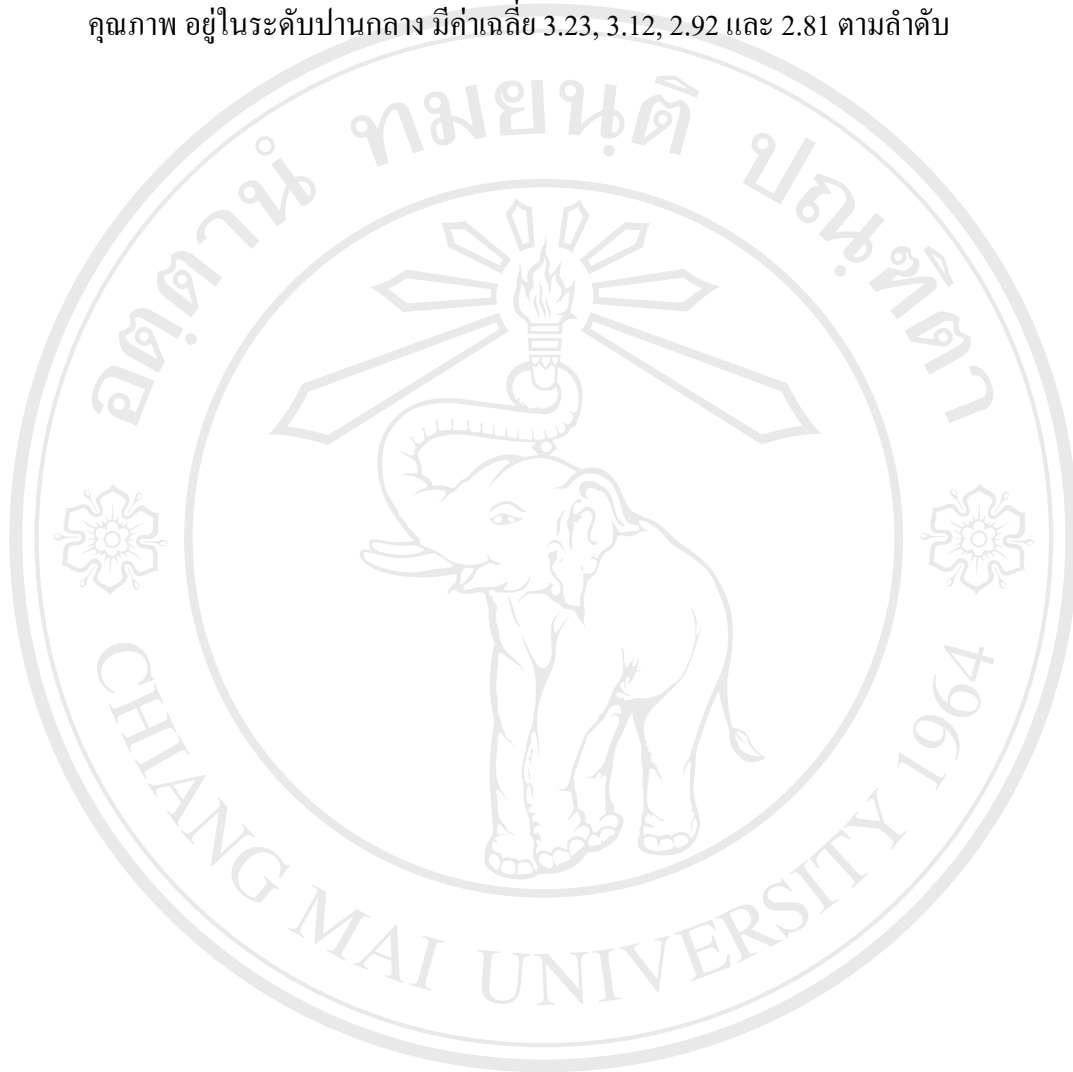 คุณภาพ อยู่ในระดับปานกลาง มีค่าเฉลี่ย 3.23, 3.12, 2.92 และ 2.81 ตามลำดับ
อตฺตานํ ทมยนฺติ ปณฺฑิตา
CHIANG MAI UNIVERSITY 1964